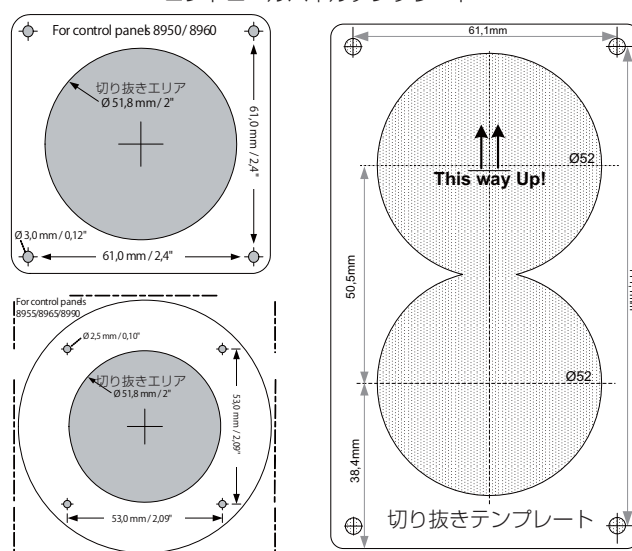 For control panels 8950/ 8960
切り抜きエリア
Ø 51,8 mm / 2"
61,0 mm / 2,4"
Ø 3,0 mm / 0,12"
61,0 mm / 2,4"
For control panels
8955/8965/8990
Ø 2,5 mm / 0,10"
切り抜きエリア
Ø 51,8 mm / 2"
53,0 mm / 2,09"
53,0 mm / 2,09"
61,1mm
Ø52
This way Up!
50,5mm
Ø52
38,4mm
切り抜きテンプレート